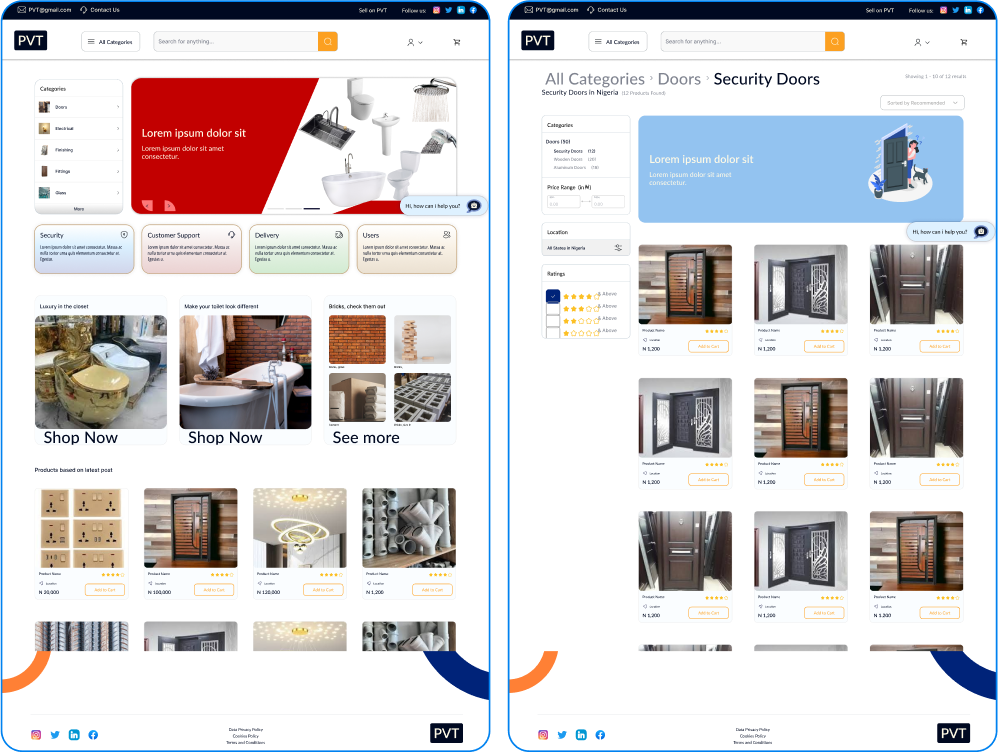 PVT@gmail.com Contact Us Sell on PVT Follow us:
PVT All Categories Search for anything...
Categories
Doors
Electrical
Finishing
Fittings
Glass
More
Lorem ipsum dolor sit
Lorem ipsum dolor sit amet
consectetur.
Hi, how can i help you?
Security
Lorem ipsum dolor sit amet consectetur. Massa ac
nulla tortor urna quis elementum consectetur at.
Egestas a.
Customer Support
Lorem ipsum dolor sit amet consectetur. Massa ac
nulla tortor urna quis elementum consectetur at.
Egestas a.
Delivery
Lorem ipsum dolor sit amet consectetur. Massa ac
nulla tortor urna quis elementum consectetur at.
Egestas a.
Users
Lorem ipsum dolor sit amet consectetur. Massa ac
nulla tortor urna quis elementum consectetur at.
Egestas a.
Luxury in the closet
Shop Now
Make your toilet look different
Shop Now
Bricks, check them out
See more
Products based on latest post
Product Name Product Name Product Name Product Name
Location Location Location Location
N 30,000 Add to Cart N 100,000 Add to Cart N 120,000 Add to Cart N 1,200 Add to Cart
Data Privacy Policy
Cookies Policy
Terms and Conditions
PVT
PVT@gmail.com Contact Us Sell on PVT Follow us:
PVT All Categories Search for anything...
All Categories > Doors > Security Doors
Showing 1 - 10 of 12 results
Security Doors In Nigeria (12 Products Found)
Sorted by Recommended
Categories
Doors (50)
Security Doors (12)
Wooden Doors (20)
Aluminum Doors (18)
Price Range (in ₦)
Location
All States in Nigeria
Ratings
& Above
& Above
& Above
& Above
Lorem ipsum dolor sit
Lorem ipsum dolor sit amet
consectetur.
Hi, how can i help you?
Product Name Product Name Product Name
Location Location Location
N 1,200 Add to Cart N 1,200 Add to Cart N 1,200 Add to Cart
Product Name Product Name Product Name
Location Location Location
N 1,200 Add to Cart N 1,200 Add to Cart N 1,200 Add to Cart
Product Name Product Name Product Name
Location Location Location
N 1,200 Add to Cart N 1,200 Add to Cart N 1,200 Add to Cart
Data Privacy Policy
Cookies Policy
Terms and Conditions
PVT